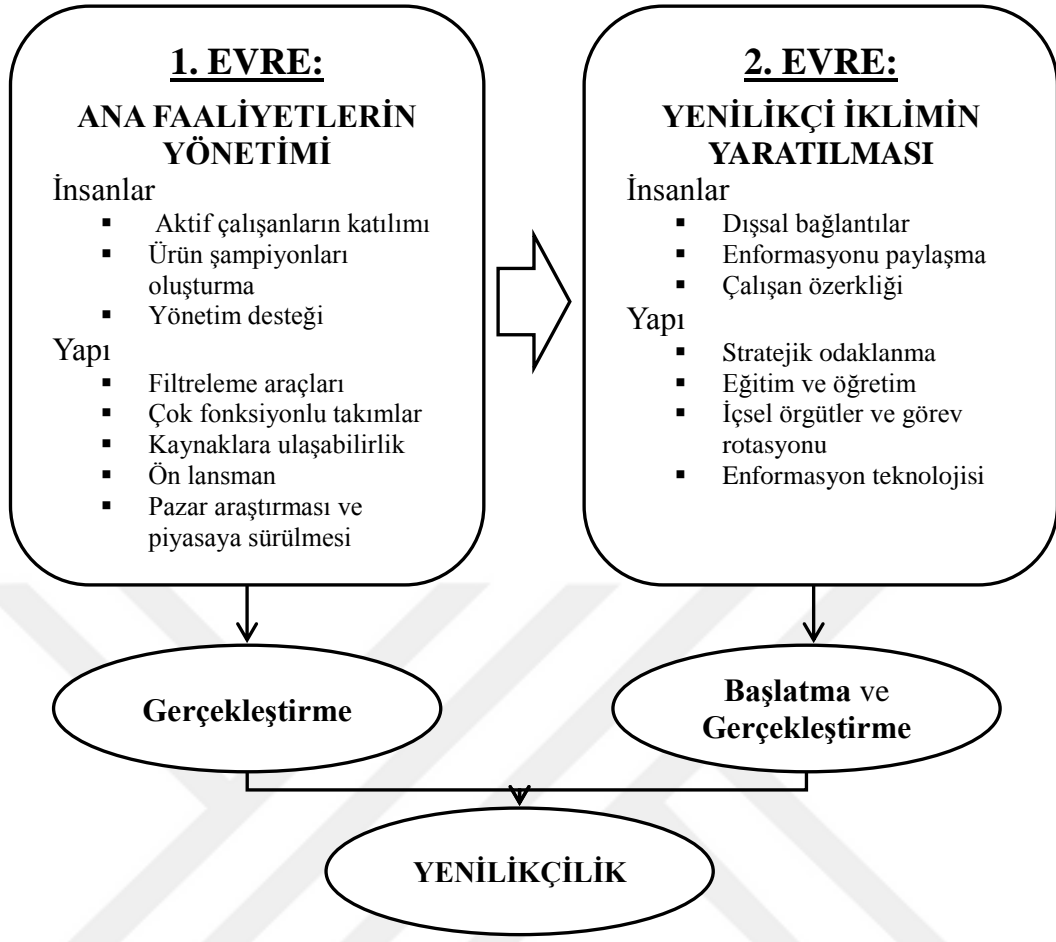 1. EVRE:
ANA FAALİYETLERİN
YÖNETİMİ
İnsanlar
▪ Aktif çalışanların katılımı
▪ Ürün şampiyonları
oluşturma
▪ Yönetim desteği
Yapı
▪ Filtreleme araçları
▪ Çok fonksiyonlu takımlar
▪ Kaynaklara ulaşabilirlik
▪ Ön lansman
▪ Pazar araştırması ve
piyasaya sürülmesi
2. EVRE:
YENİLİKÇİ İKLİMİN
YARATILMASI
İnsanlar
▪ Dışsal bağlantılar
▪ Enformasyonu paylaşma
▪ Çalışan özerkliği
Yapı
▪ Stratejik odaklanma
▪ Eğitim ve öğretim
▪ İçsel örgütler ve görev
rotasyonu
▪ Enformasyon teknolojisi
Gerçekleştirme
Başlatma ve
Gerçekleştirme
YENİLİKÇİLİK